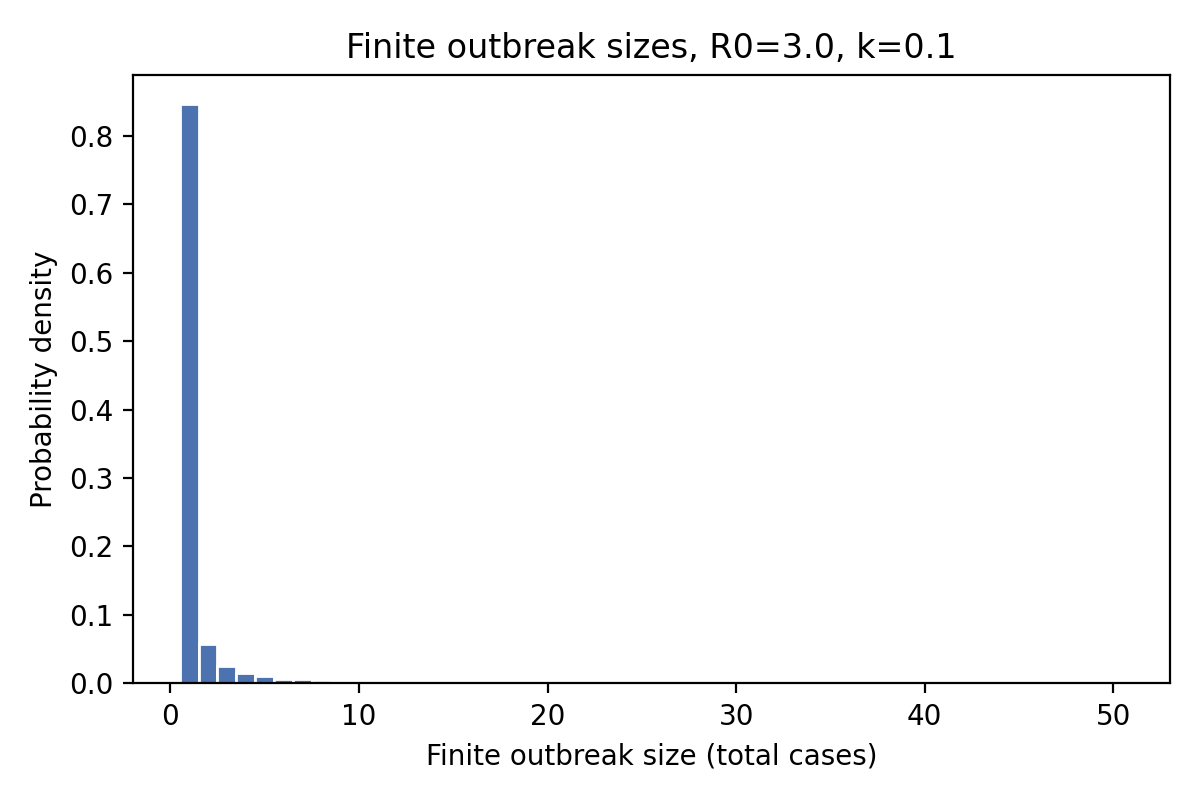 Finite outbreak sizes, R0=3.0, k=0.1
Probability density
0.8
0.7
0.6
0.5
0.4
0.3
0.2
0.1
0.0
0 10 20 30 40 50
Finite outbreak size (total cases)